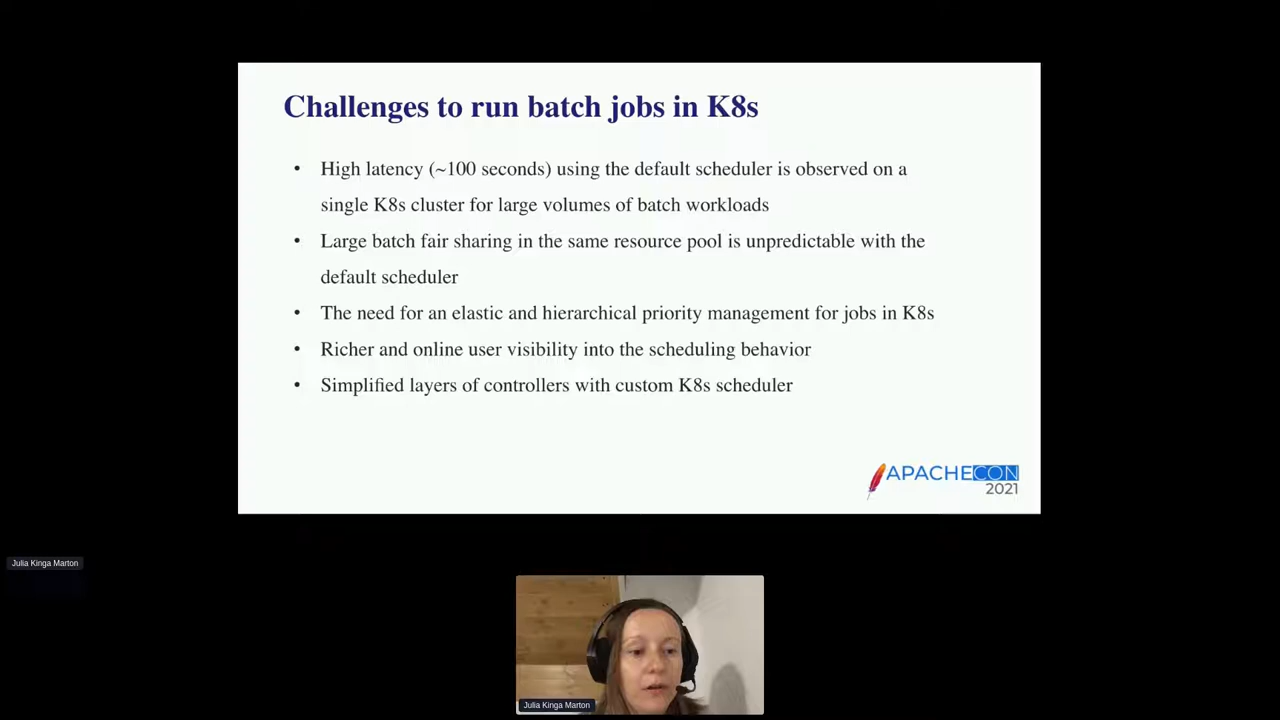 Challenges to run batch jobs in K8s
• High latency (~100 seconds) using the default scheduler is observed on a
single K8s cluster for large volumes of batch workloads
• Large batch fair sharing in the same resource pool is unpredictable with the
default scheduler
• The need for an elastic and hierarchical priority management for jobs in K8s
• Richer and online user visibility into the scheduling behavior
• Simplified layers of controllers with custom K8s scheduler
APACHECON
2021
Julia Kinga Marton
Julia Kinga Marton